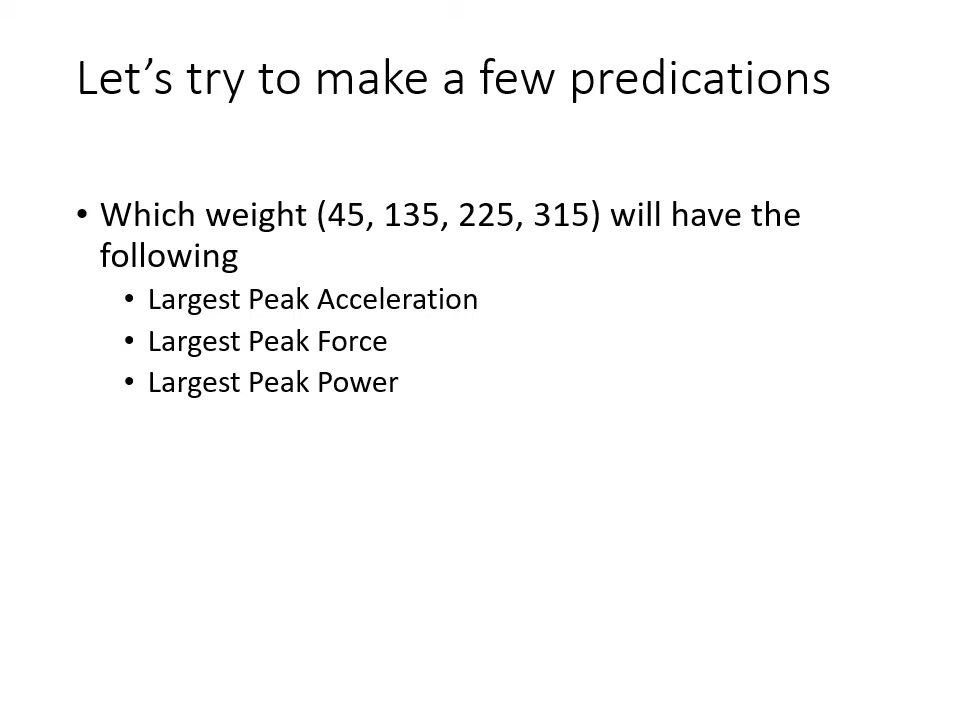 Let’s try to make a few predications
• Which weight (45, 135, 225, 315) will have the
following
• Largest Peak Acceleration
• Largest Peak Force
• Largest Peak Power